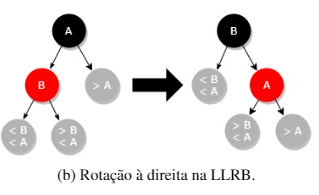 A
B
B
> A
< B
A
< B
< A
> B
< A
> B
< A
> A
(b) Rotação à direita na LLRB.